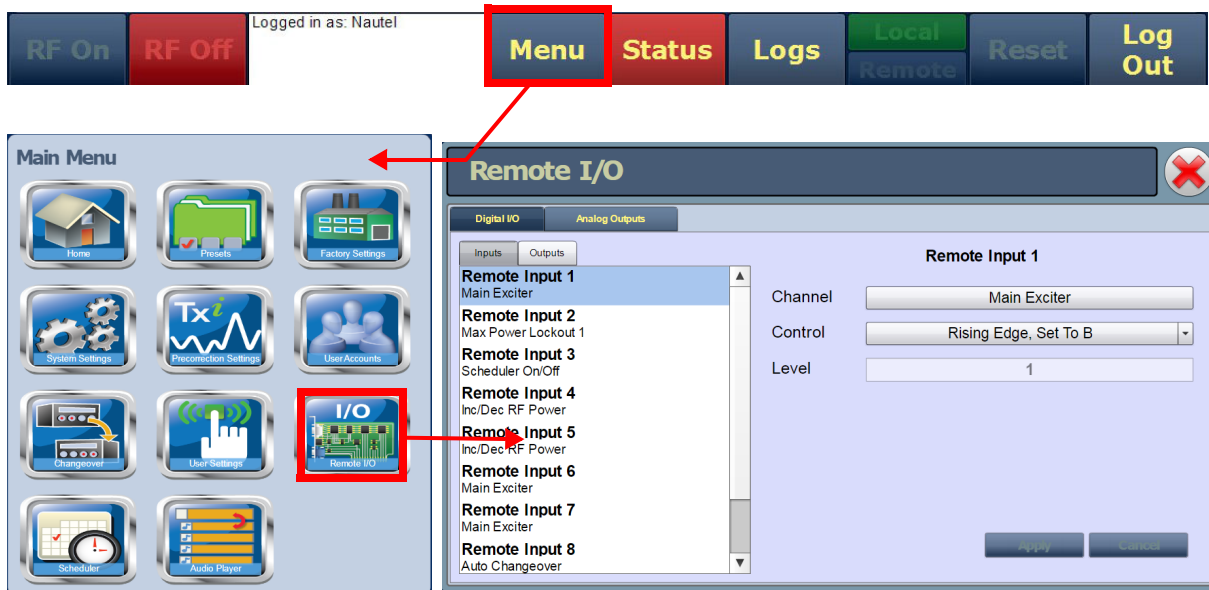 RF On
RF Off
Logged in as: Nautel
Menu
Status
Logs
Local
Remote
Reset
Log
Out
Main Menu
Home
Presets
Factory Settings
System Settings
Txi
Precorrection Settings
User Accounts
Changeover
User Settings
I/O
Remote I/O
Scheduler
Audio Player
Remote I/O
Digital I/O
Analog Outputs
Inputs
Outputs
Remote Input 1
Main Exciter
Remote Input 2
Max Power Lockout 1
Remote Input 3
Scheduler On/Off
Remote Input 4
Inc/Dec RF Power
Remote Input 5
Inc/Dec RF Power
Remote Input 6
Main Exciter
Remote Input 7
Main Exciter
Remote Input 8
Auto Changeover
Remote Input 1
Channel
Main Exciter
Control
Rising Edge, Set To B
Level
1
Apply
Cancel